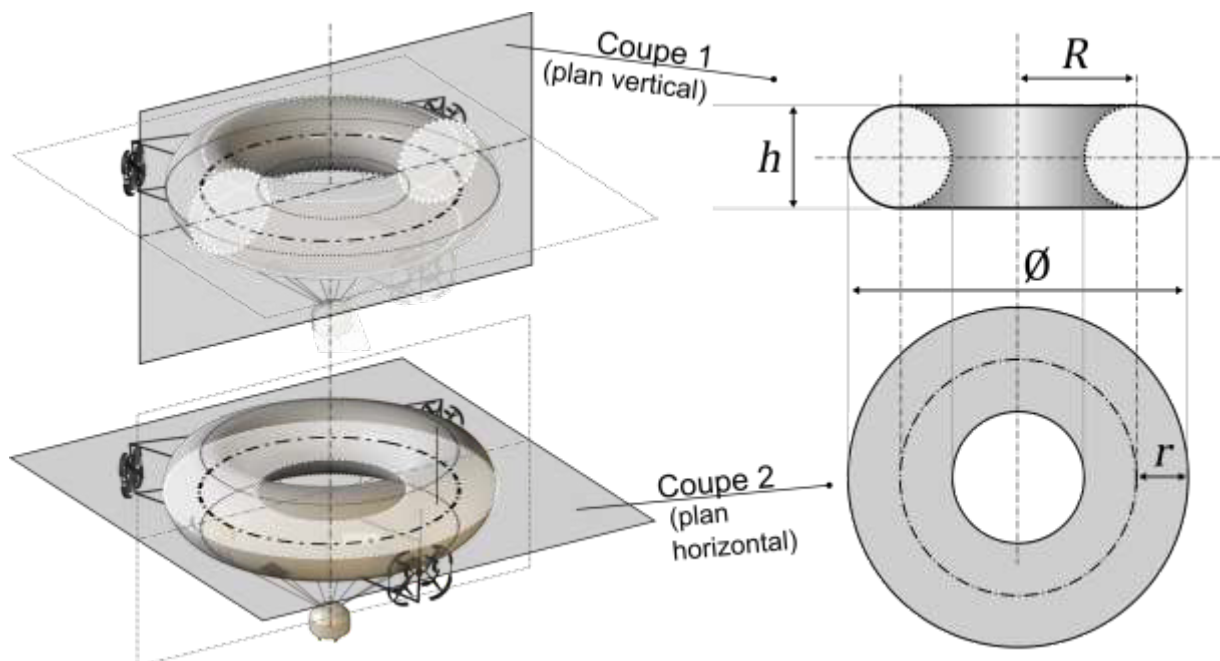 Coupe 1
(plan vertical)
R
h
Ø
Coupe 2
(plan
horizontal)
r